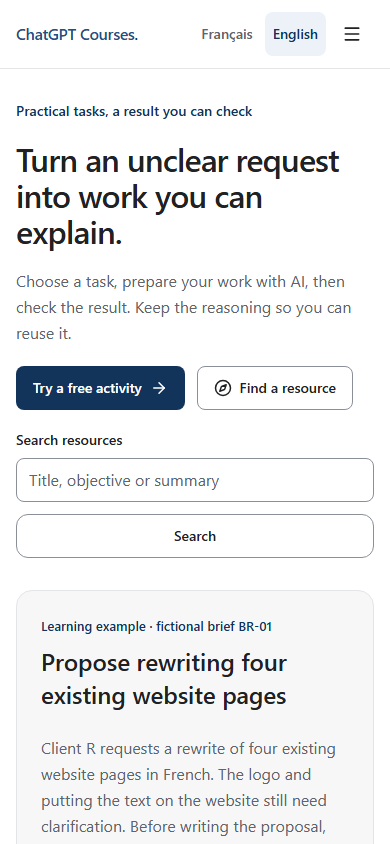 ChatGPT Courses.
Français
English
Practical tasks, a result you can check
Turn an unclear request
into work you can
explain.
Choose a task, prepare your work with AI, then
check the result. Keep the reasoning so you can
reuse it.
Try a free activity
Find a resource
Search resources
Title, objective or summary
Search
Learning example · fictional brief BR-01
Propose rewriting four
existing website pages
Client R requests a rewrite of four existing
website pages in French. The logo and
putting the text on the website still need
clarification. Before writing the proposal,